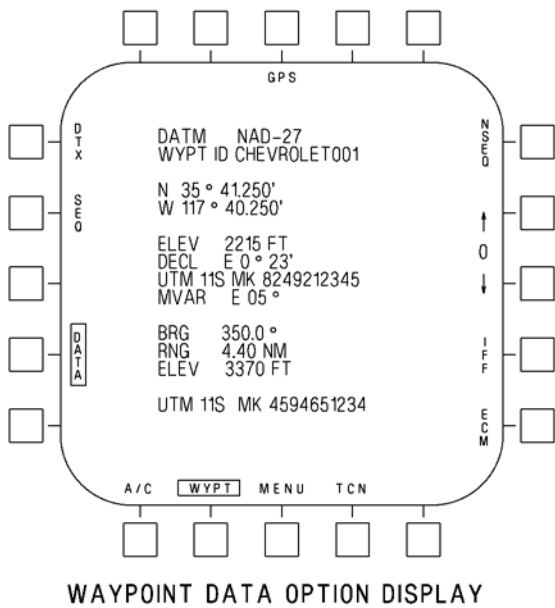 GPS
DTX
SEQ
DATA
DATM NAD-27
WYPT ID CHEVROLET001
N 35° 41.250'
W 117° 40.250'
ELEV 2215 FT
DECL E 0° 23'
UTM 11S MK 8249212345
MVAR E 05°
BRG 350.0°
RNG 4.40 NM
ELEV 3370 FT
UTM 11S MK 4594651234
NSEQ
↑
0
↓
IFF
ECM
A/C WYPT MENU TCN
WAYPOINT DATA OPTION DISPLAY